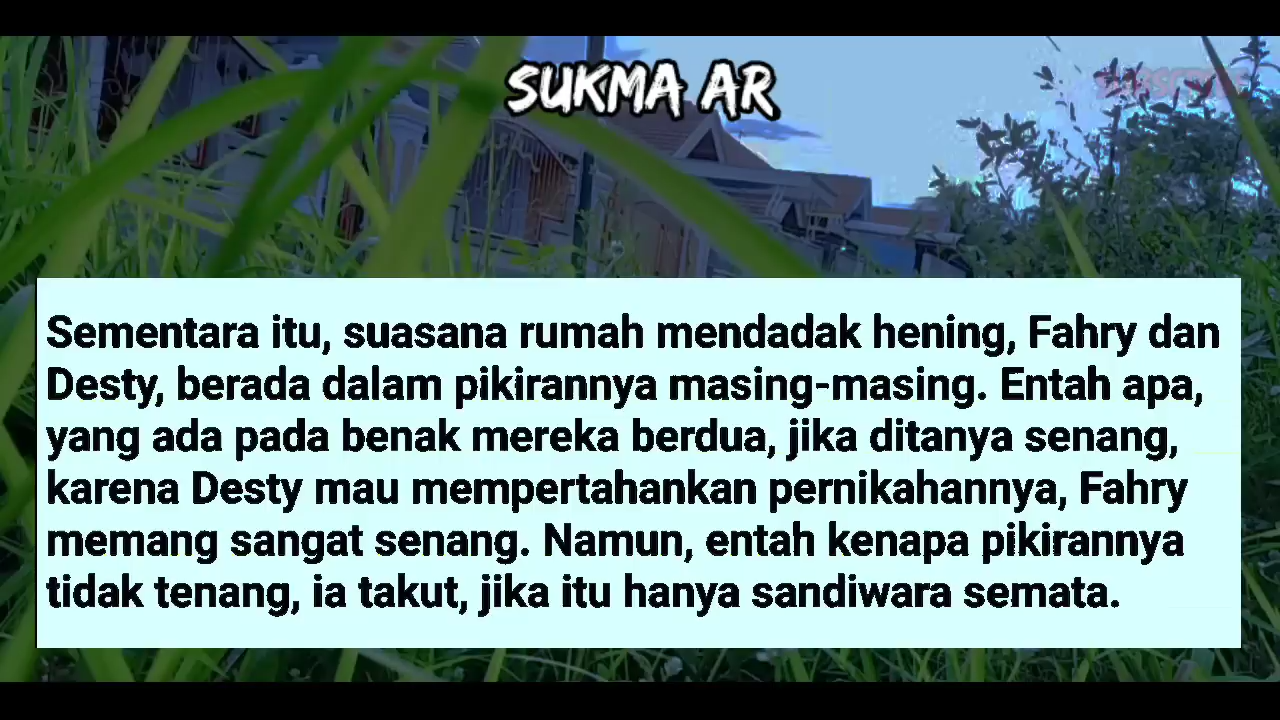 SUKMA AR
Sementara itu, suasana rumah mendadak hening, Fahry dan
Desty, berada dalam pikirannya masing-masing. Entah apa,
yang ada pada benak mereka berdua, jika ditanya senang,
karena Desty mau mempertahankan pernikahannya, Fahry
memang sangat senang. Namun, entah kenapa pikirannya
tidak tenang, ia takut, jika itu hanya sandiwara semata.